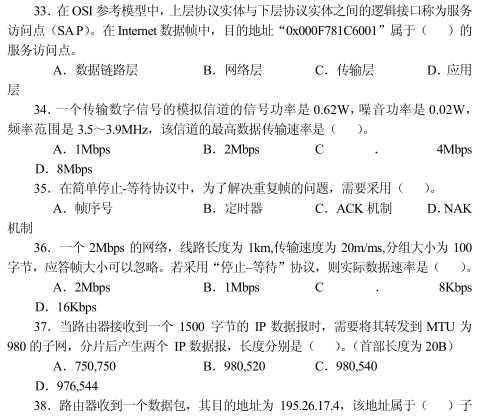 33．在 OSI 参考模型中，上层协议实体与下层协议实体之间的逻辑接口称为服务
访问点（SAP）。在 Internet 数据帧中，目的地址“0x000F781C6001”属于（ ）的
服务访问点。
A．数据链路层 B．网络层 C．传输层 D．应用
层
34．一个传输数字信号的模拟信道的信号功率是 0.62W，噪音功率是 0.02W，
频率范围是 3.5～3.9MHz，该信道的最高数据传输速率是（ ）。
A．1Mbps B．2Mbps C ． 4Mbps
D．8Mbps
35．在简单停止-等待协议中，为了解决重复帧的问题，需要采用（ ）。
A．帧序号 B．定时器 C．ACK 机制 D．NAK
机制
36．一个 2Mbps 的网络，线路长度为 1km,传输速度为 20m/ms,分组大小为 100
字节，应答帧大小可以忽略。若采用“停止–等待”协议，则实际数据速率是（ ）。
A．2Mbps B．1Mbps C ． 8Kbps
D．16Kbps
37．当路由器接收到一个 1500 字节的 IP 数据报时，需要将其转发到 MTU 为
980 的子网，分片后产生两个 IP 数据报，长度分别是（ ）。（首部长度为 20B）
A．750,750 B．980,520 C．980,540
D．976,544
38．路由器收到一个数据包，其目的地址为 195.26.17.4，该地址属于（ ）子